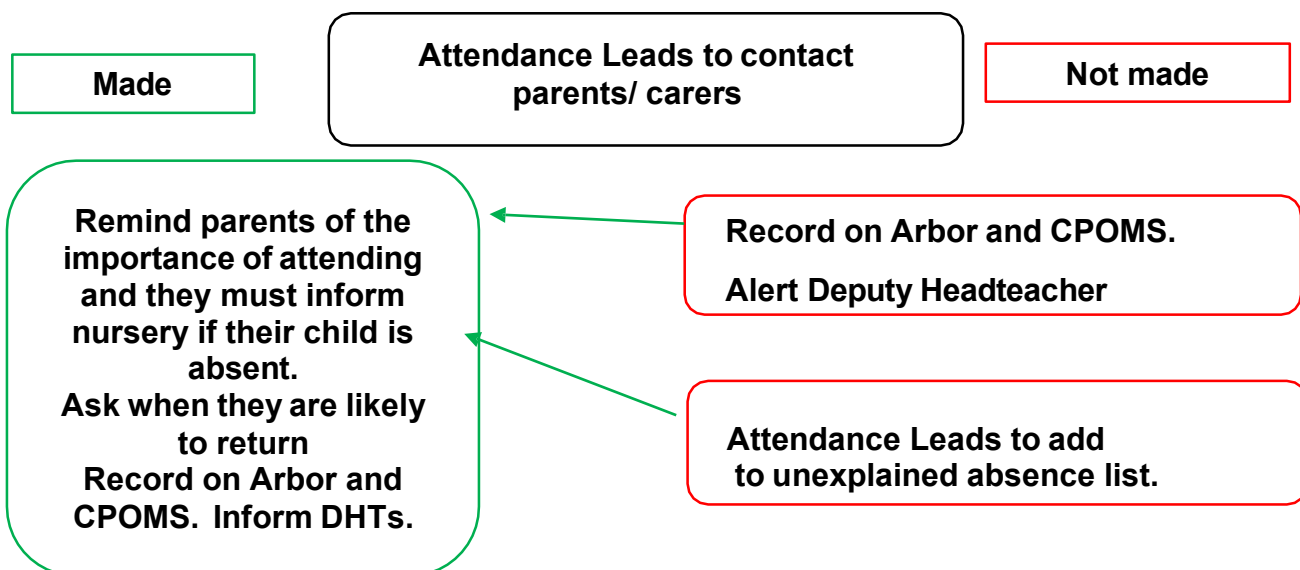 Made
Attendance Leads to contact
parents/ carers
Not made
Remind parents of the
importance of attending
and they must inform
nursery if their child is
absent.
Ask when they are likely
to return
Record on Arbor and
CPOMS.  Inform DHTs.
Record on Arbor and CPOMS.
Alert Deputy Headteacher
Attendance Leads to add
to unexplained absence list.